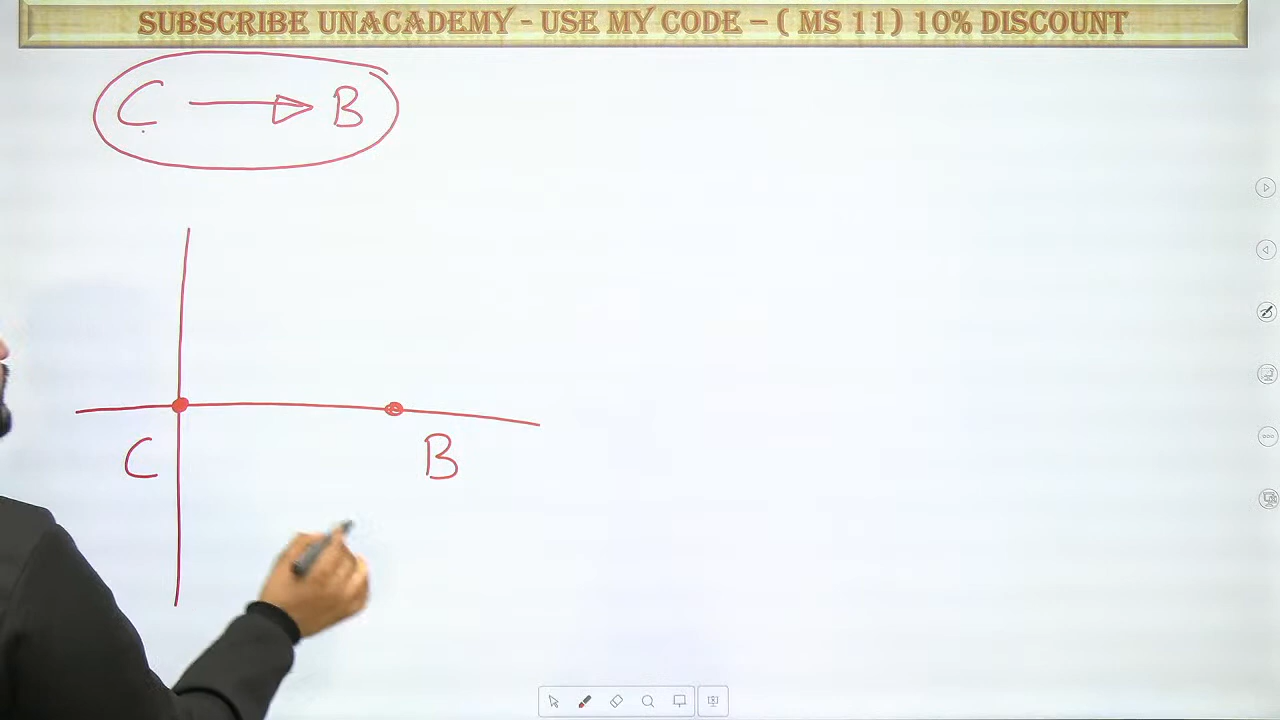 SUBSCRIBE UNACADEMY - USE MY CODE – ( MS 11) 10% DISCOUNT
C → B
C B